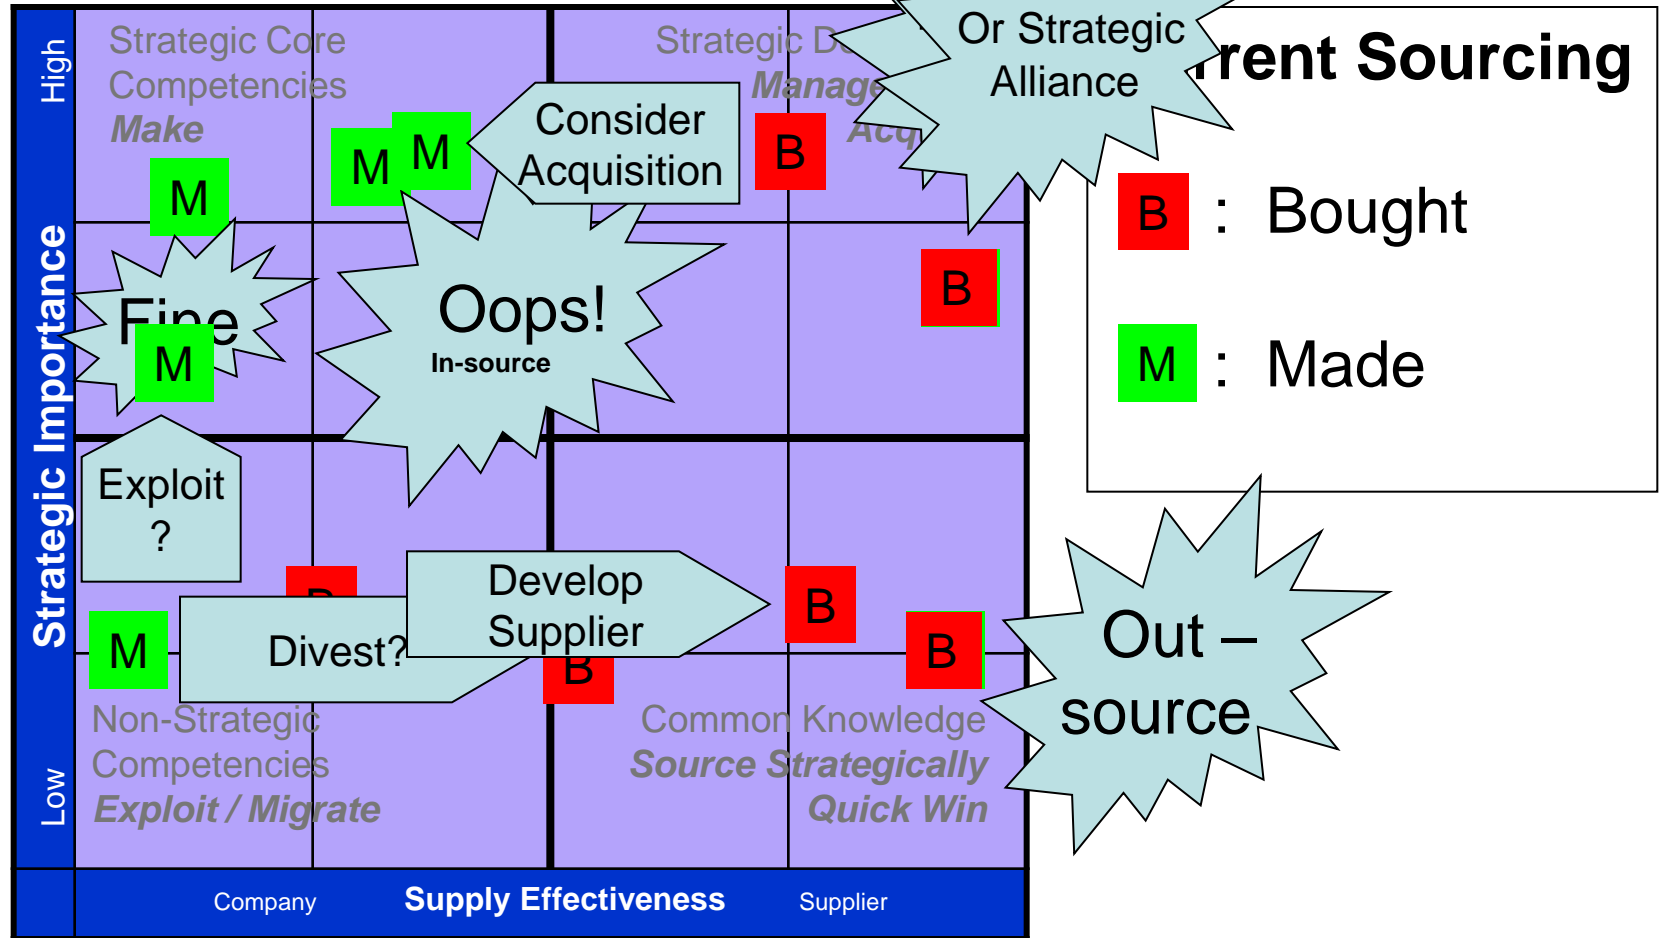 High
Strategic Importance
Low
Strategic Core
Competencies
Make
M
M
M
Consider
Acquisition
Strategic
Manage
B
Or Strategic
Alliance
rrent Sourcing
B : Bought
M : Made
B
Fine
M
Oops!
In-source
Exploit
?
M
B
Divest?
Develop
Supplier
B
B
B
Out –
source
Non-Strategic
Competencies
Exploit / Migrate
Common Knowledge
Source Strategically
Quick Win
Company
Supply Effectiveness
Supplier